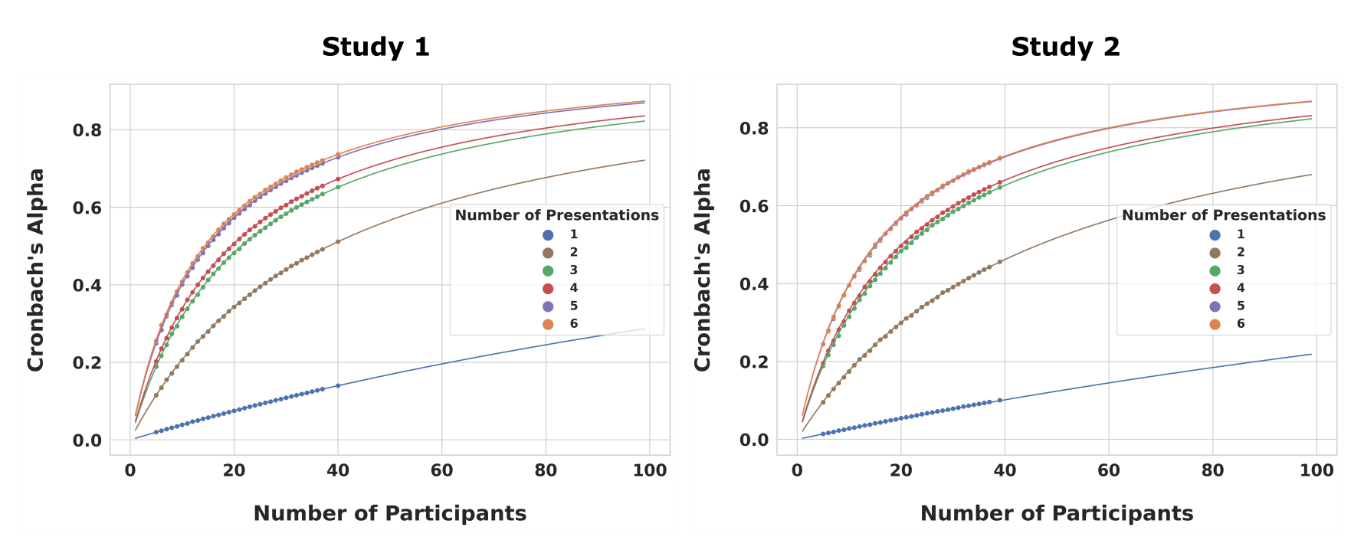 Study 1
Cronbach's Alpha
0.8
0.6
0.4
0.2
0.0
Number of Presentations
1
2
3
4
5
6
0 20 40 60 80 100
Number of Participants
Study 2
Cronbach's Alpha
0.8
0.6
0.4
0.2
0.0
Number of Presentations
1
2
3
4
5
6
0 20 40 60 80 100
Number of Participants